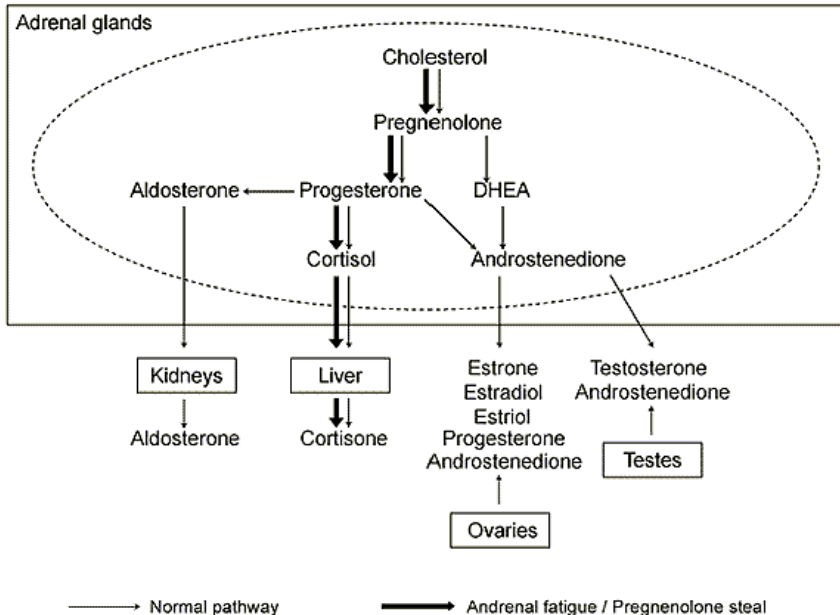 Adrenal glands
Cholesterol
Pregnenolone
Aldosterone
Progesterone
DHEA
Cortisol
Androstenedione
Kidneys
Liver
Estrone
Estradiol
Estriol
Progesterone
Androstenedione
Testosterone
Androstenedione
Aldosterone
Cortisone
Testes
Ovaries
Normal pathway
Andrenal fatigue / Pregnenolone steal